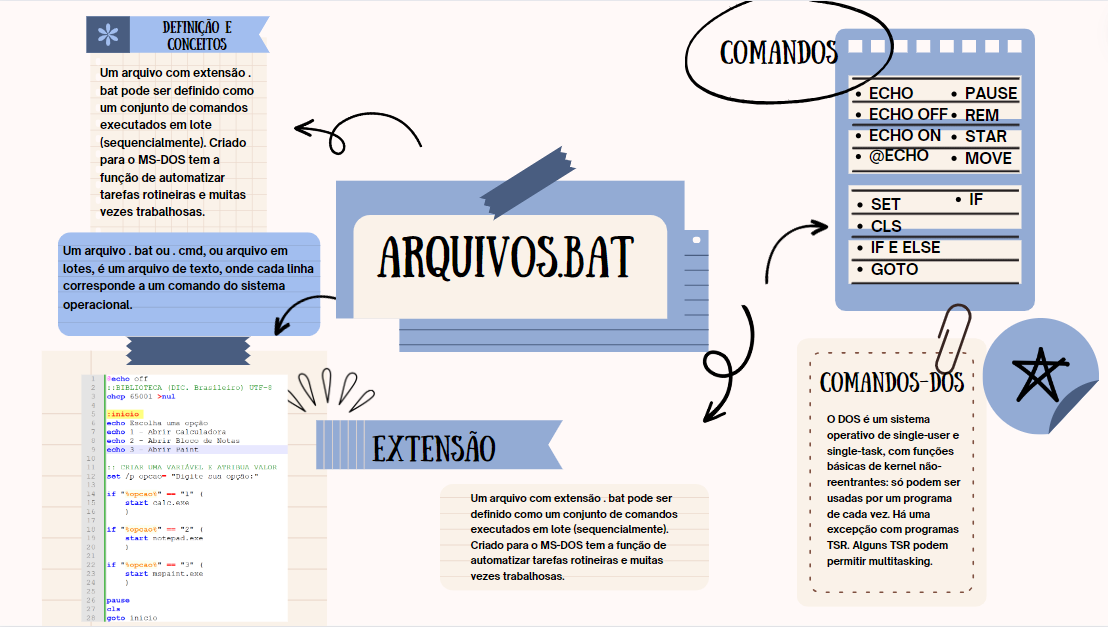 DEFINIÇÃO E
CONCEITOS
Um arquivo com extensão .
bat pode ser definido como
um conjunto de comandos
executados em lote
(sequencialmente). Criado
para o MS-DOS tem a
função de automatizar
tarefas rotineiras e muitas
vezes trabalhosas.
Um arquivo . bat ou . cmd, ou arquivo em
lotes, é um arquivo de texto, onde cada linha
corresponde a um comando do sistema
operacional.
1 @echo off
2 ::BIBLIOTECA (DIC. Brasileiro) UTF-8
3 chcp 65001 >nul
4
5 :inicio
6 echo Escolha uma opção
7 echo 1 - Abrir Calculadora
8 echo 2 - Abrir Bloco de Notas
9 echo 3 - Abrir Paint
10
11 :: CRIAR UMA VARIÁVEL E ATRIBUA VALOR
12 set /p opcao= "Digite sua opção:"
13
14 if "%opcao%" == "1" (
15 start calc.exe
16 )
17
18 if "%opcao%" == "2" (
19 start notepad.exe
20 )
21
22 if "%opcao%" == "3" (
23 start mspaint.exe
24 )
25
26 pause
27 cls
28 goto inicio
ARQUIVOS.BAT
EXTENSÃO
Um arquivo com extensão . bat pode ser
definido como um conjunto de comandos
executados em lote (sequencialmente).
Criado para o MS-DOS tem a função de
automatizar tarefas rotineiras e muitas
vezes trabalhosas.
COMANDOS
• ECHO • PAUSE
• ECHO OFF • REM
• ECHO ON • STAR
• @ECHO • MOVE
• SET • IF
• CLS
• IF E ELSE
• GOTO
COMANDOS-DOS
O DOS é um sistema
operativo de single-user e
single-task, com funções
básicas de kernel não-
reentrantes: só podem ser
usadas por um programa
de cada vez. Há uma
excepção com programas
TSR. Alguns TSR podem
permitir multitasking.